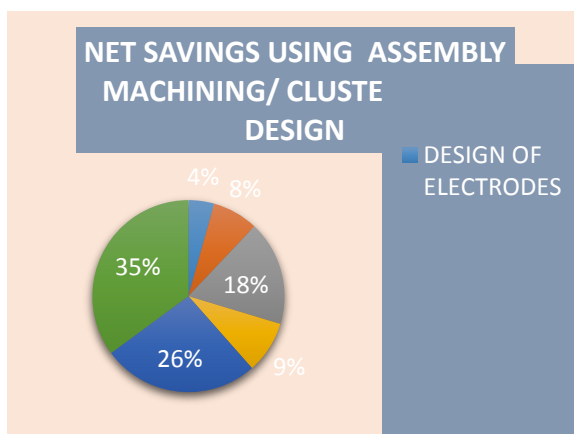 NET SAVINGS USING ASSEMBLY
MACHINING/ CLUSTE
DESIGN
DESIGN OF
ELECTRODES
4%
8%
18%
9%
26%
35%